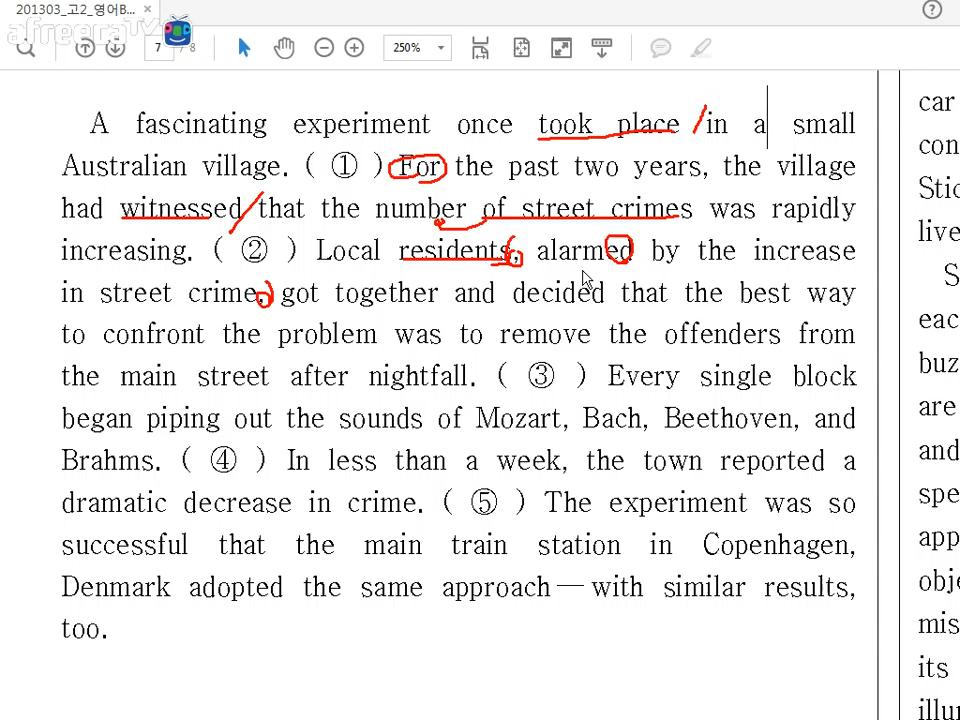 201303_고2_영어B... ×
afreecaTV
7 / 8
250%
A fascinating experiment once took place in a small
Australian village. ( ① ) For the past two years, the village
had witnessed that the number of street crimes was rapidly
increasing. ( ② ) Local residents, alarmed by the increase
in street crime, got together and decided that the best way
to confront the problem was to remove the offenders from
the main street after nightfall. ( ③ ) Every single block
began piping out the sounds of Mozart, Bach, Beethoven, and
Brahms. ( ④ ) In less than a week, the town reported a
dramatic decrease in crime. ( ⑤ ) The experiment was so
successful that the main train station in Copenhagen,
Denmark adopted the same approach―with similar results,
too.
car
con
Stic
live
S
eac
buz
are
and
spe
app
obje
mis
its
illu